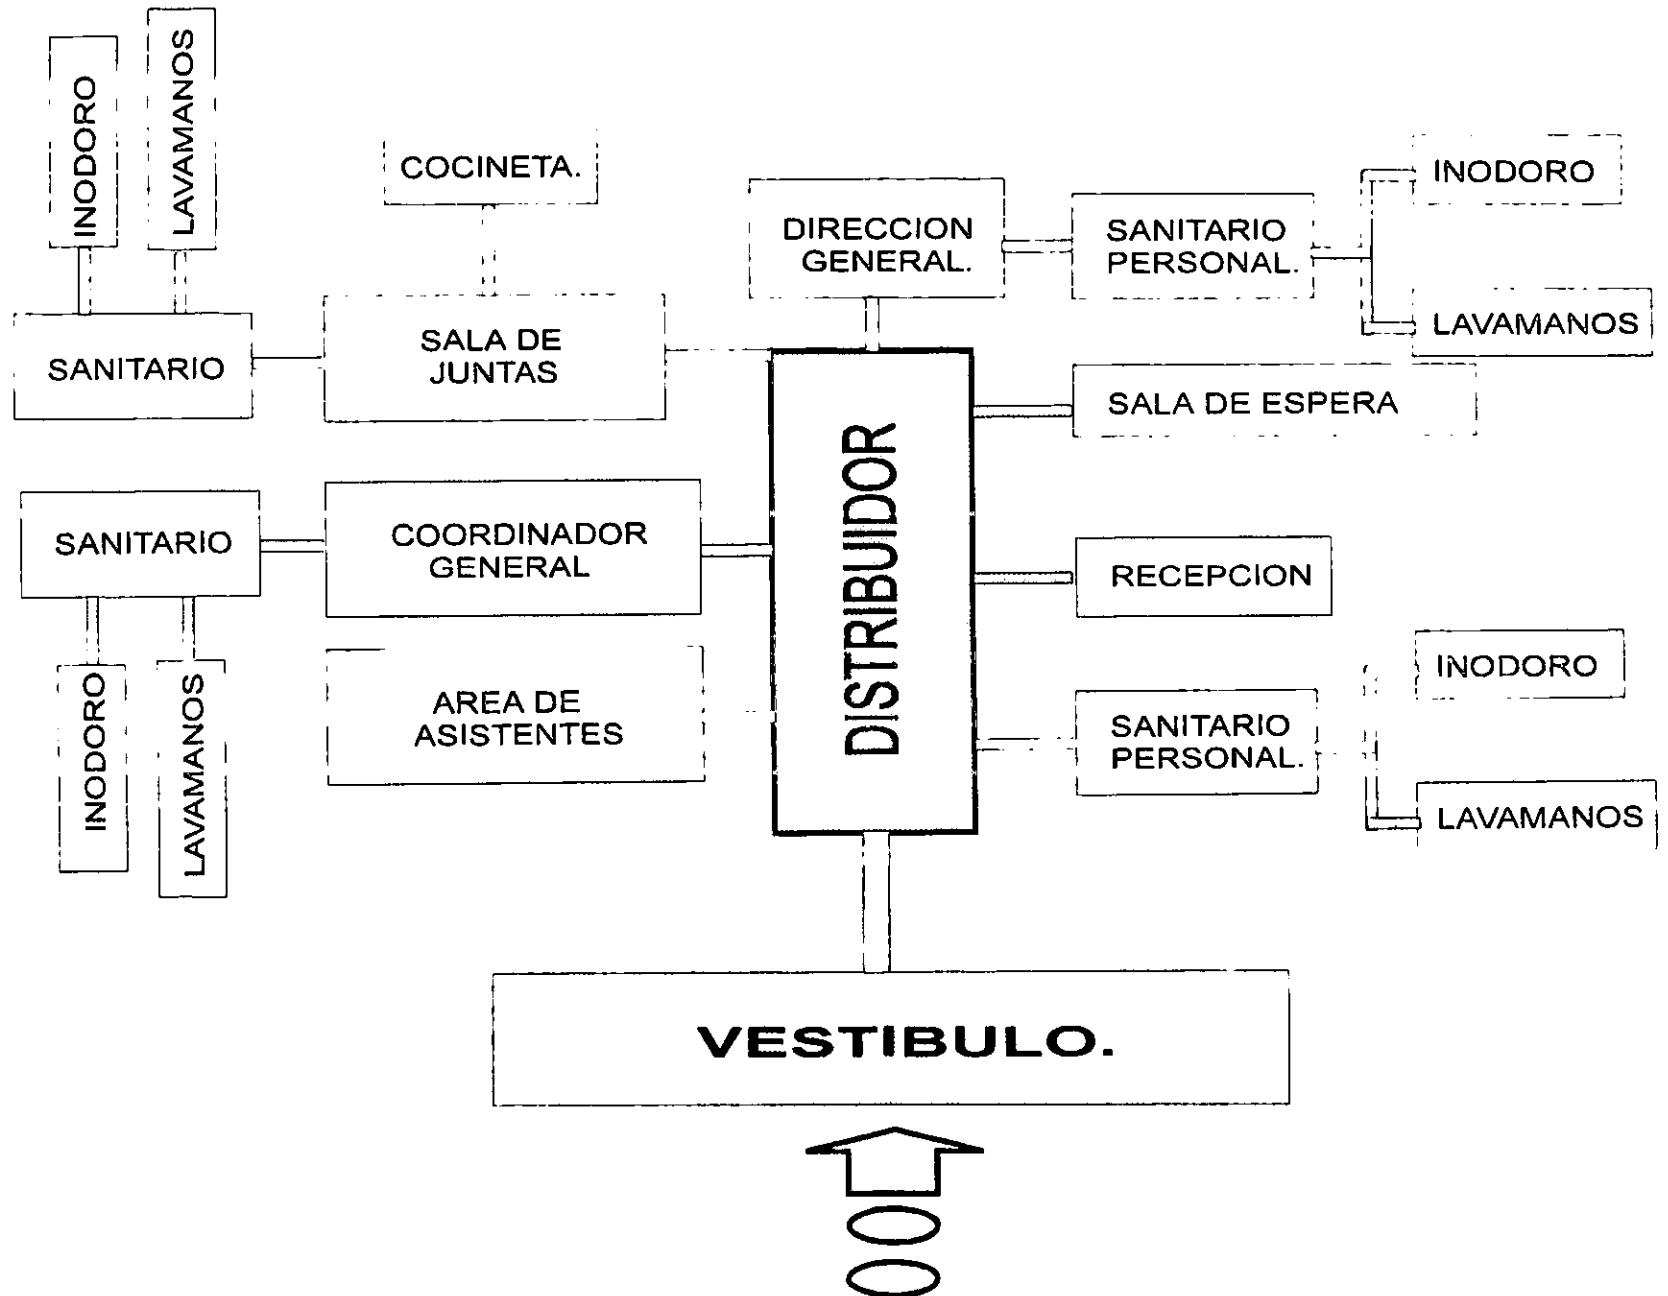 INODORO
LAVAMANOS
COCINETA.
DIRECCION
GENERAL.
SANITARIO
PERSONAL.
INODORO
LAVAMANOS
SANITARIO
SALA DE
JUNTAS
SALA DE ESPERA
DISTRIBUIDOR
SANITARIO
COORDINADOR
GENERAL
RECEPCION
INODORO
LAVAMANOS
AREA DE
ASISTENTES
SANITARIO
PERSONAL.
INODORO
LAVAMANOS
VESTIBULO.